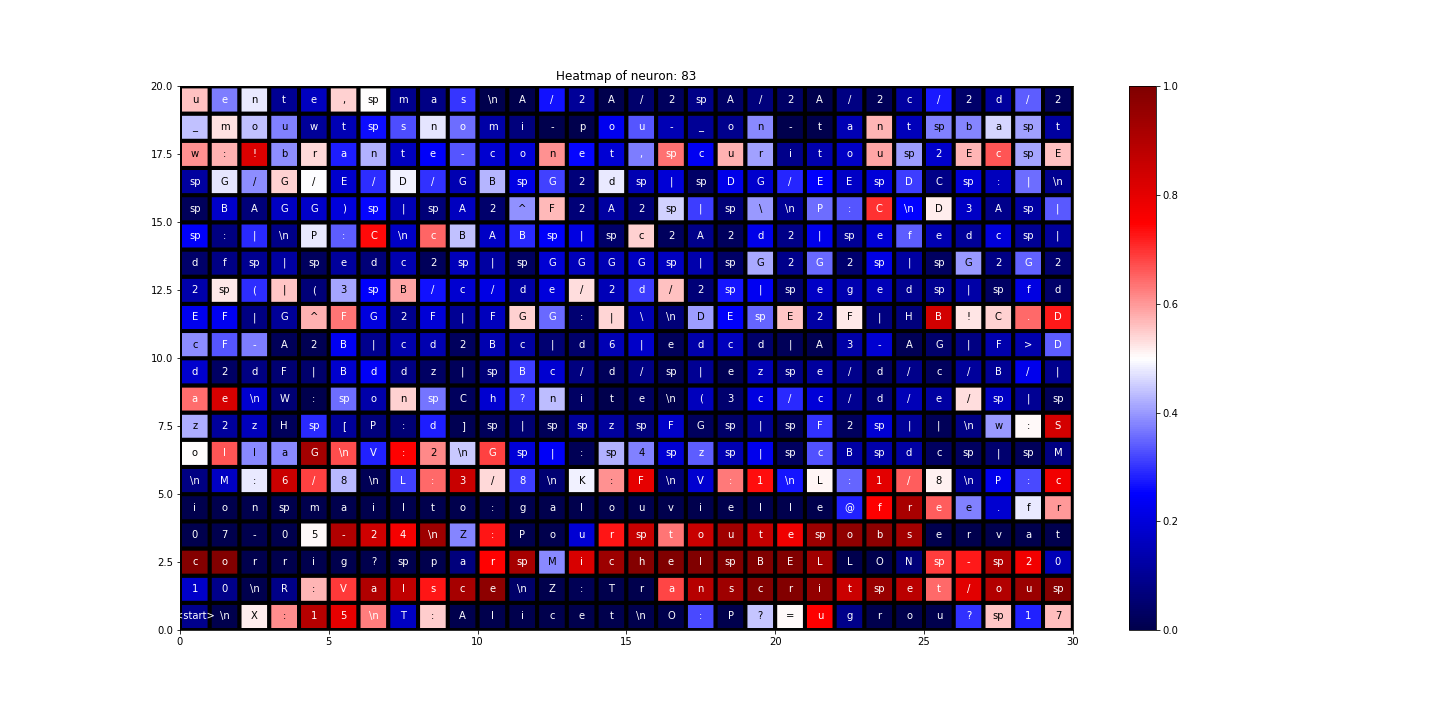 Heatmap of neuron: 83
20.0 u e n t e , sp m a s \n A / 2 A / 2 sp A / 2 A / 2 c / 2 d / 2 1.0
_ m o u w t sp s n o m i - p o u - _ o n - t a n t sp b a sp t
17.5 w : ! b r a n t e - c o n e t , sp c u r i t o u sp 2 E c sp E
sp G / G / E / D / G B sp G 2 d sp | sp D G / E E sp D C sp : | \n 0.8
15.0 sp B A G G ) sp | sp A 2 ^ F 2 A 2 sp | sp \ \n P : C \n D 3 A sp |
sp : | \n P : C \n c B A B sp | sp c 2 A 2 d 2 | sp e f e d c sp |
d f sp | sp e d c 2 sp | sp G G G G sp | sp G 2 G 2 sp | sp G 2 G 2
12.5 2 sp ( | ( 3 sp B / c / d e / 2 d / 2 sp | sp e g e d sp | sp f d 0.6
E F | G ^ F G 2 F | F G G : | \ \n D E sp E 2 F | H B ! C : D
10.0 c F - A 2 B | c d 2 B c | d 6 | e d c d | A 3 - A G | F > D
d 2 d F | B d d z | sp B c / d / sp | e z sp e / d / c / B / | 0.4
a e \n W : sp o n sp C h ? n i t e \n ( 3 c / c / d / e / sp | sp
7.5 z 2 z H sp [ P : d ] sp | sp sp z sp F G sp | sp F 2 sp | | \n w : S
o l l a G \n V : 2 \n G sp | : sp 4 sp z sp | sp c B sp d c sp | sp M
5.0 \n M : 6 / 8 \n L : 3 / 8 \n K : F \n V : 1 \n L : 1 / 8 \n P : c 0.2
i o n sp m a i l t o : g a l o u v i e l l e @ f r e e . f r
0 7 - 0 5 - 2 4 \n Z : P o u r sp t o u t e sp o b s e r v a t
2.5 c o r r i g ? sp p a r sp M i c h e l sp B E L L O N sp - sp 2 0
1 0 \n R : V a l s e \n Z : T r a n s c r i t sp e t / o u sp
0.0 <start> \n X : 1 5 \n T : A l i c e t \n O : P ? = u g r o u ? sp 1 7 0.0
0 5 10 15 20 25 30